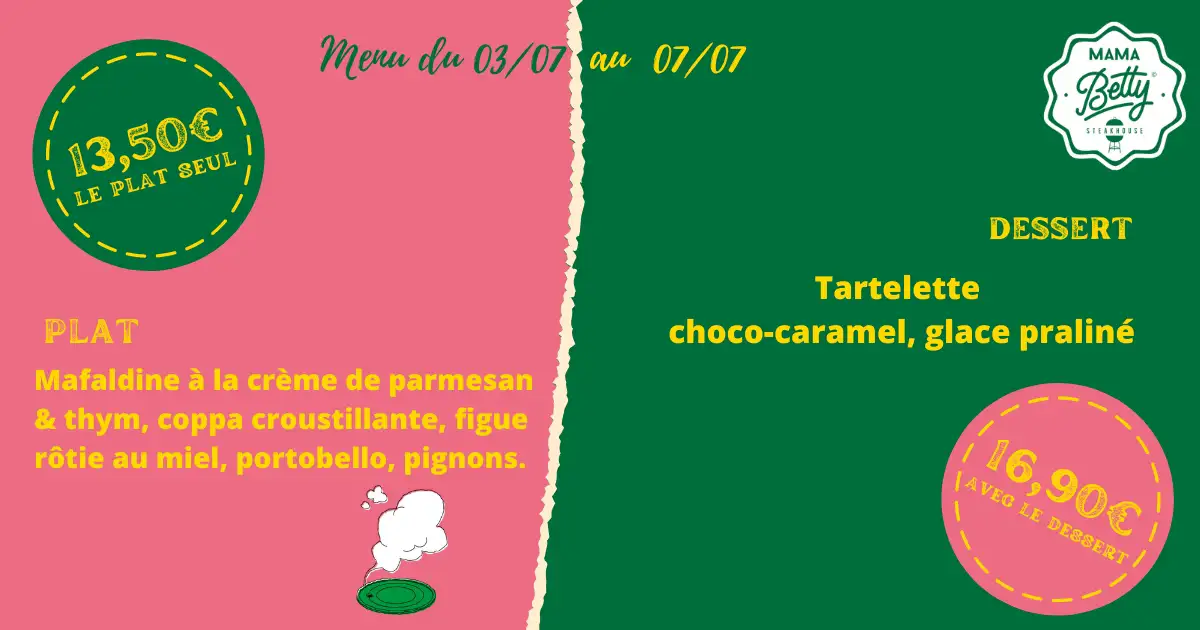 Menu du 03/07 au 07/07
MAMA
Betty©
STEAKHOUSE
13,50€
LE PLAT SEUL
PLAT
Mafaldine à la crème de parmesan
& thym, coppa croustillante, figue
rôtie au miel, portobello, pignons.
DESSERT
Tartelette
choco-caramel, glace praliné
16,90€
AVEC LE DESSERT